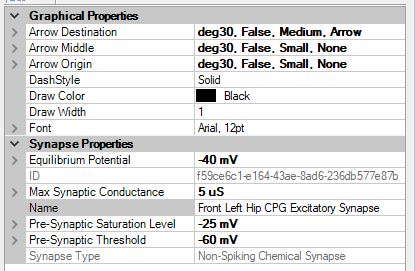 Graphical Properties
Arrow Destination deg30, False, Medium, Arrow
Arrow Middle deg30, False, Small, None
Arrow Origin deg30, False, Small, None
DashStyle Solid
Draw Color Black
Draw Width 1
Font Arial, 12pt
Synapse Properties
Equilibrium Potential -40 mV
ID f59ce6c1-e164-43ae-8ad6-236db577e87b
Max Synaptic Conductance 5 uS
Name Front Left Hip CPG Excitatory Synapse
Pre-Synaptic Saturation Level -25 mV
Pre-Synaptic Threshold -60 mV
Synapse Type Non-Spiking Chemical Synapse